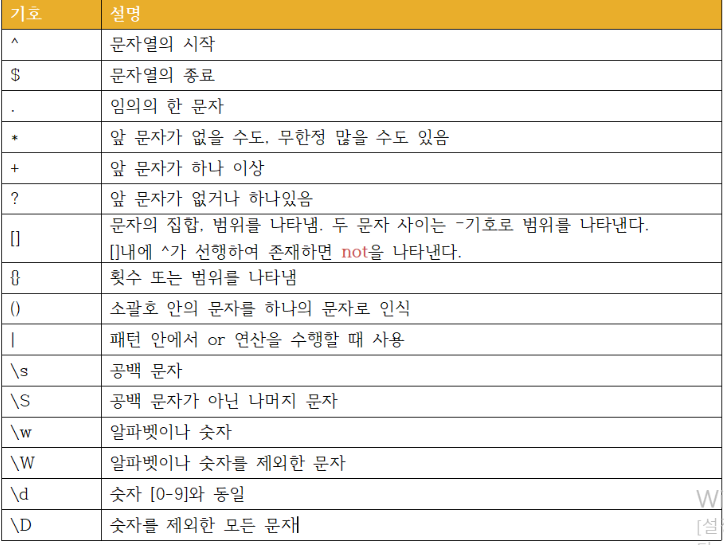 기호 설명
^ 문자열의 시작
$ 문자열의 종료
. 임의의 한 문자
* 앞 문자가 없을 수도, 무한정 많을 수도 있음
+ 앞 문자가 하나 이상
? 앞 문자가 없거나 하나있음
[] 문자의 집합, 범위를 나타냄. 두 문자 사이는 -기호로 범위를 나타낸다.
[]내에 ^가 선행하여 존재하면 not을 나타낸다.
{} 횟수 또는 범위를 나타냄
() 소괄호 안의 문자를 하나의 문자로 인식
| 패턴 안에서 or 연산을 수행할 때 사용
\s 공백 문자
\S 공백 문자가 아닌 나머지 문자
\w 알파벳이나 숫자
\W 알파벳이나 숫자를 제외한 문자
\d 숫자 [0-9]와 동일
\D 숫자를 제외한 모든 문자
[설